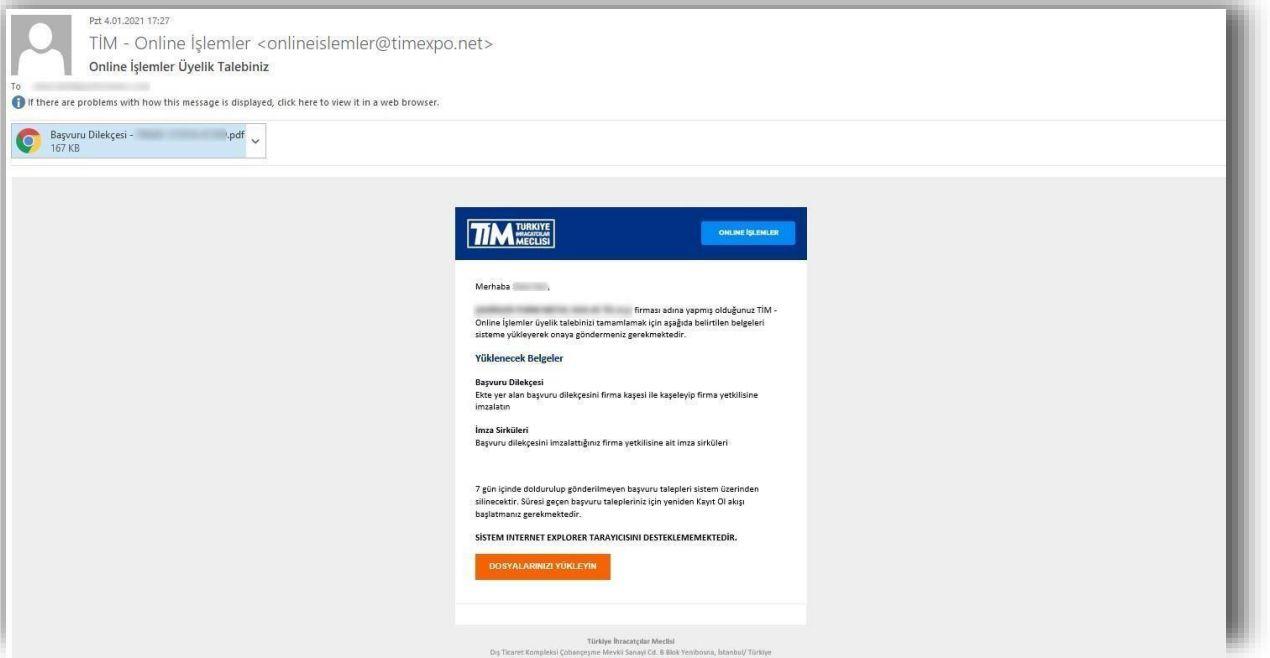 Pzt 4.01.2021 17:27
TİM - Online İşlemler <onlineislemler@timexpo.net>
Online İşlemler Üyelik Talebiniz
To
If there are problems with how this message is displayed, click here to view it in a web browser.
Başvuru Dilekçesi - .pdf
167 KB
TİM TÜRKİYE
İHRACATÇILAR
MECLİSİ
ONLINE İŞLEMLER
Merhaba ,
firması adına yapmış olduğunuz TİM -
Online İşlemler üyelik talebinizi tamamlamak için aşağıda belirtilen belgeleri
sisteme yükleyerek onaya göndermeniz gerekmektedir.
Yüklenecek Belgeler
Başvuru Dilekçesi
Ekte yer alan başvuru dilekçesini firma kaşesi ile kaşeleyip firma yetkilisine
imzalatın
İmza Sirküleri
Başvuru dilekçesini imzalattığınız firma yetkilisine ait imza sirküleri
7 gün içinde doldurulup gönderilmeyen başvuru talepleri sistem üzerinden
silinecektir. Süresi geçen başvuru talepleriniz için yeniden Kayıt Ol akışı
başlatmanız gerekmektedir.
SİSTEM INTERNET EXPLORER TARAYICISINI DESTEKLEMEMEKTEDİR.
DOSYALARINIZI YÜKLEYİN
Türkiye İhracatçılar Meclisi
Dış Ticaret Kompleksi Çobançeşme Mevkii Sanayi Cd. B Blok Yenibosna, İstanbul/ Türkiye